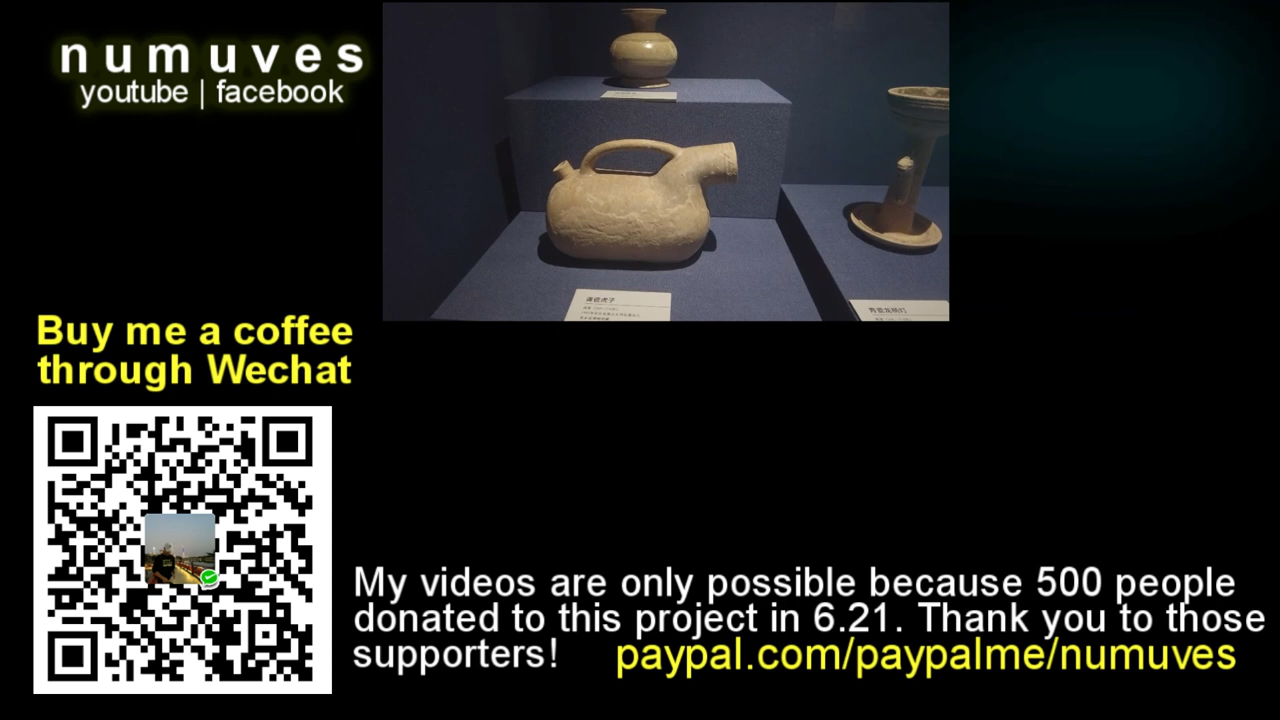 numuves
youtube | facebook
Buy me a coffee
through Wechat
My videos are only possible because 500 people
donated to this project in 6.21. Thank you to those
supporters!
paypal.com/paypalme/numuves